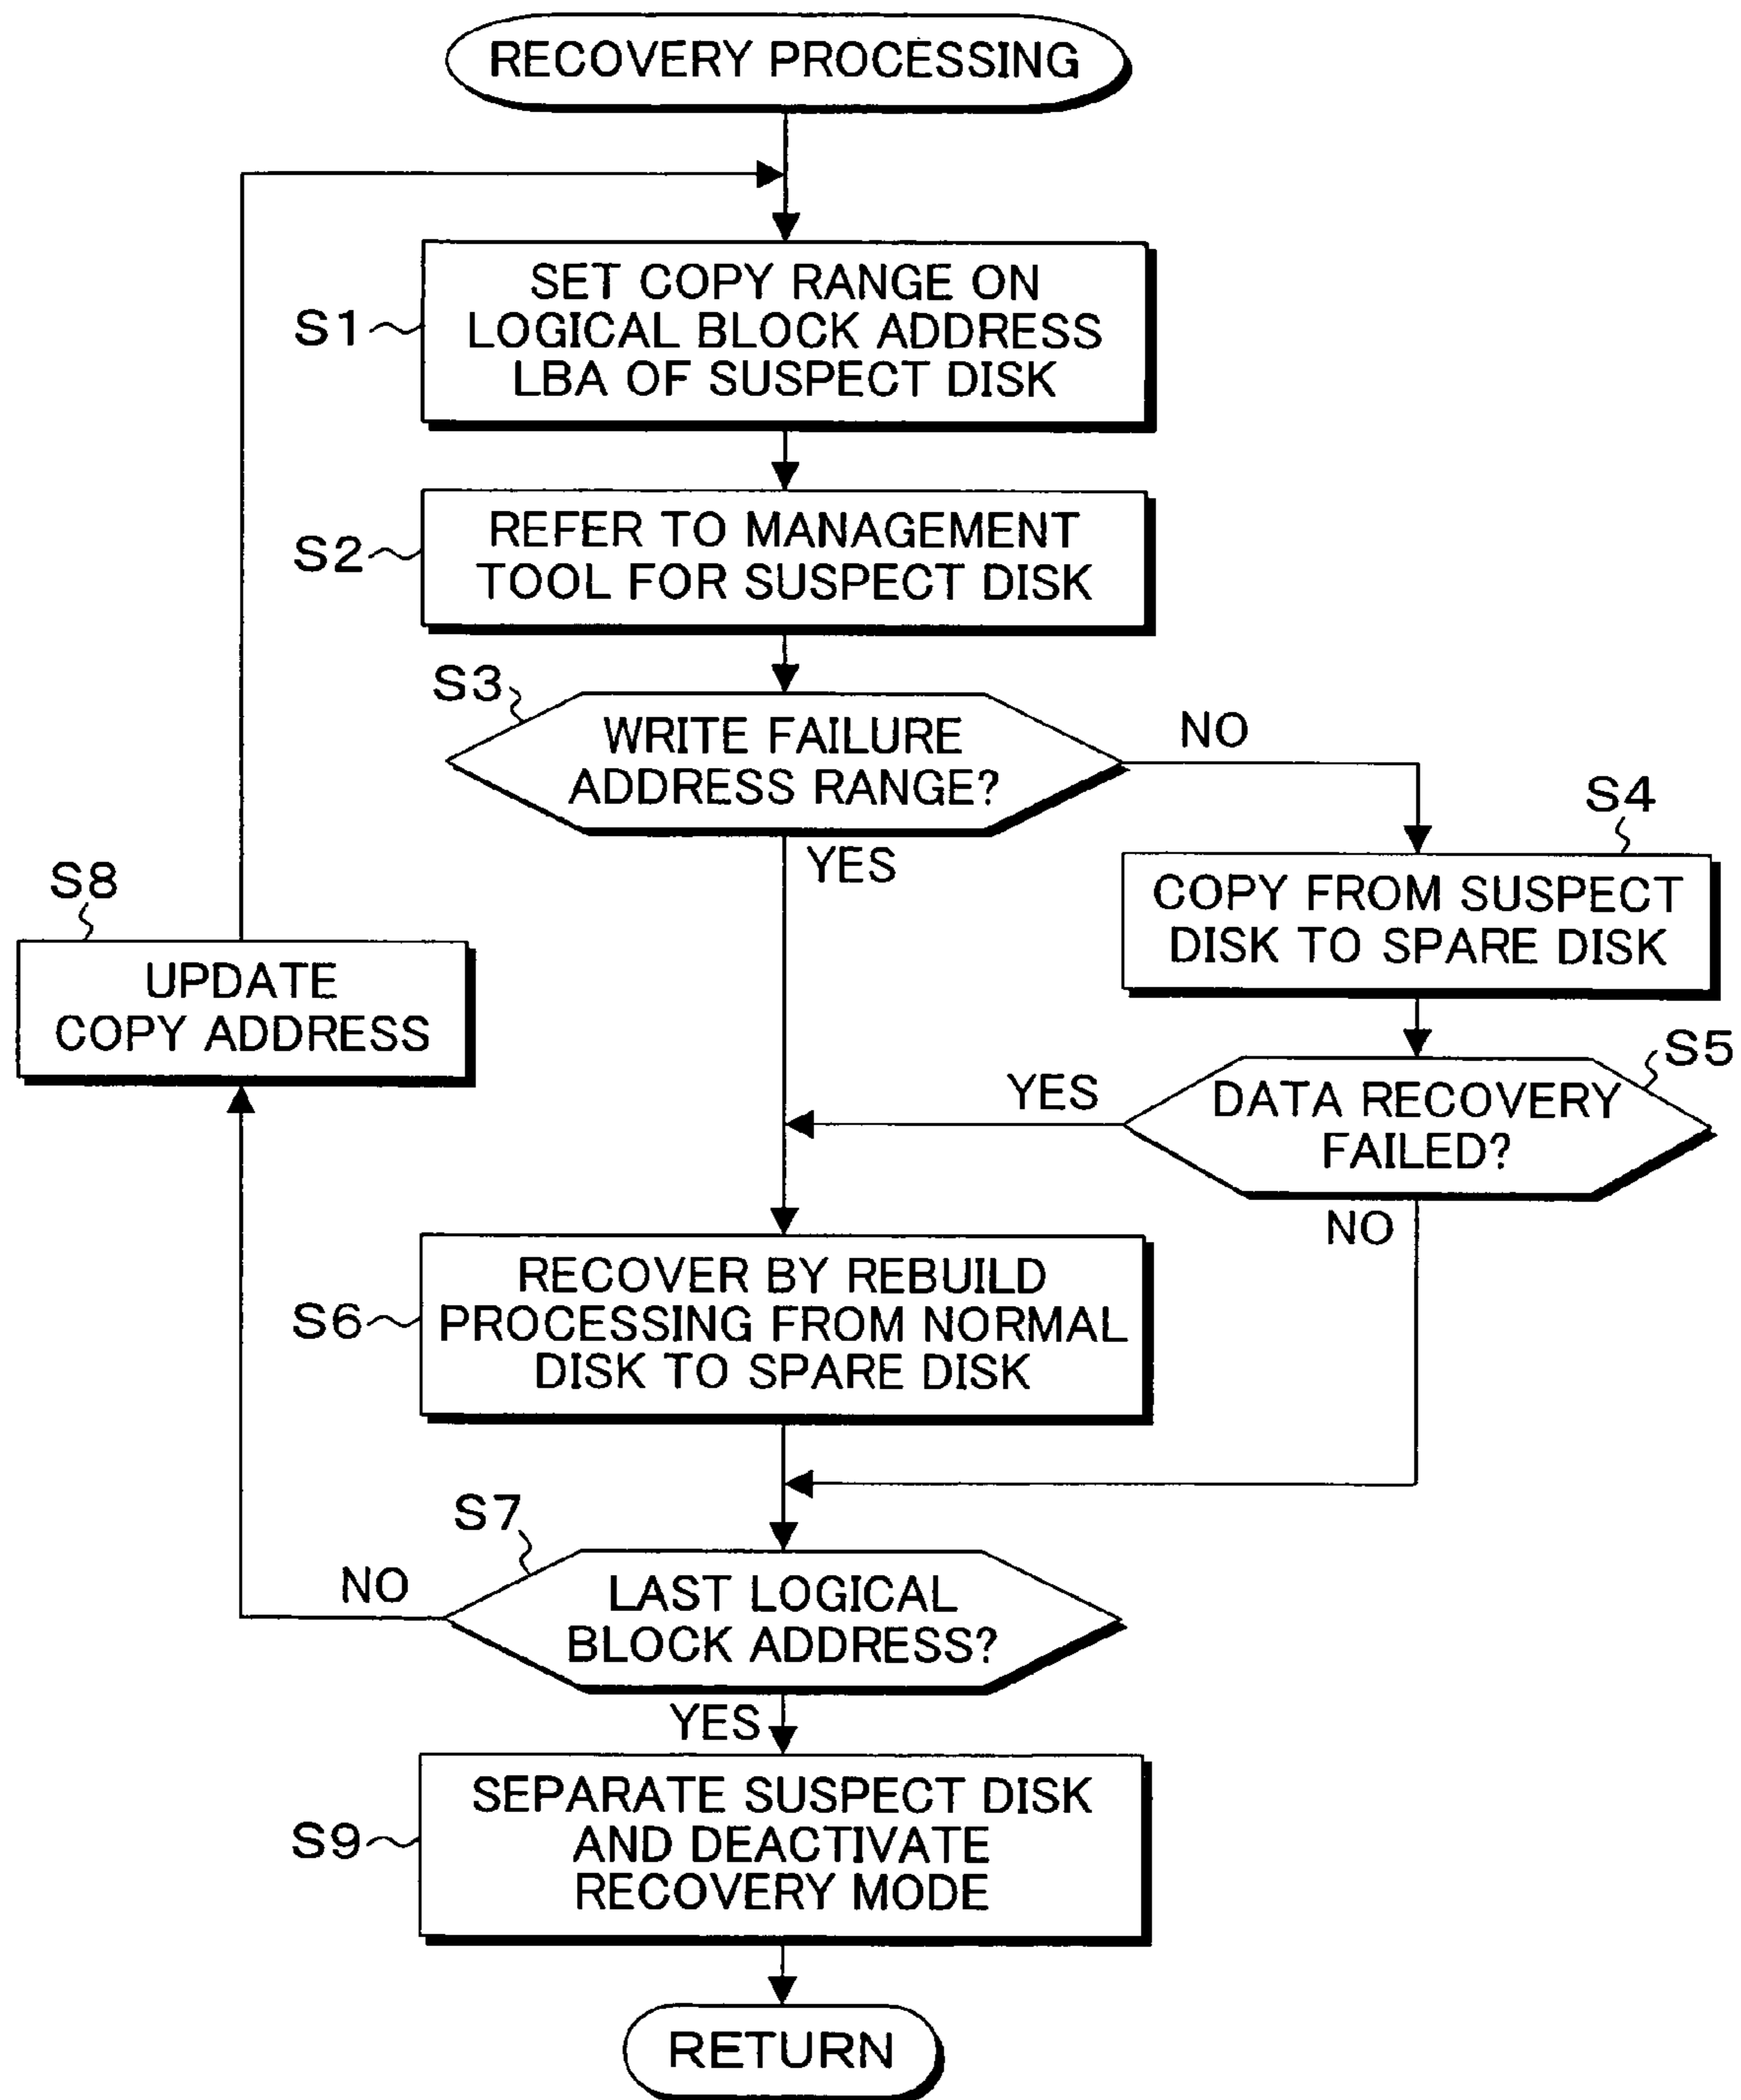 RECOVERY PROCESSING
S1
SET COPY RANGE ON
LOGICAL BLOCK ADDRESS
LBA OF SUSPECT DISK
S2
REFER TO MANAGEMENT
TOOL FOR SUSPECT DISK
S3
WRITE FAILURE
ADDRESS RANGE?
NO
YES
S4
COPY FROM SUSPECT
DISK TO SPARE DISK
S8
UPDATE
COPY ADDRESS
S5
DATA RECOVERY
FAILED?
YES
NO
S6
RECOVER BY REBUILD
PROCESSING FROM NORMAL
DISK TO SPARE DISK
S7
LAST LOGICAL
BLOCK ADDRESS?
NO
YES
S9
SEPARATE SUSPECT DISK
AND DEACTIVATE
RECOVERY MODE
RETURN